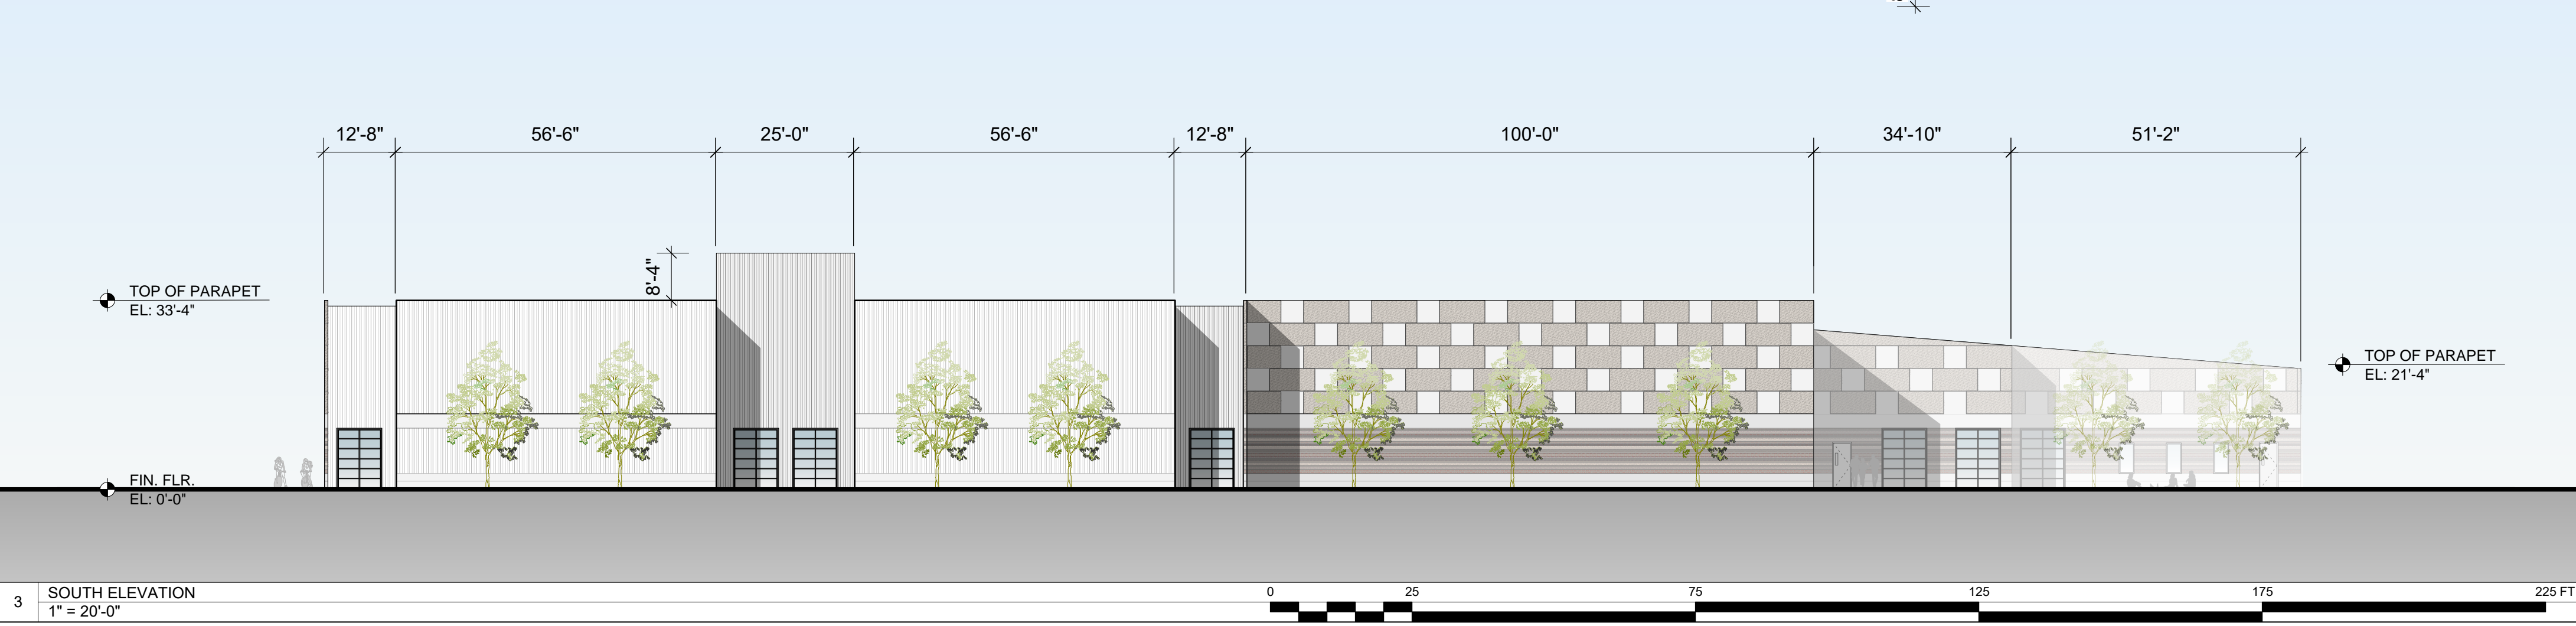 12'-8" 56'-6" 25'-0" 56'-6" 12'-8" 100'-0" 34'-10" 51'-2"
8'-4"
TOP OF PARAPET
EL: 33'-4"
TOP OF PARAPET
EL: 21'-4"
FIN. FLR.
EL: 0'-0"
3
SOUTH ELEVATION
1" = 20'-0"
0 25 75 125 175 225 FT